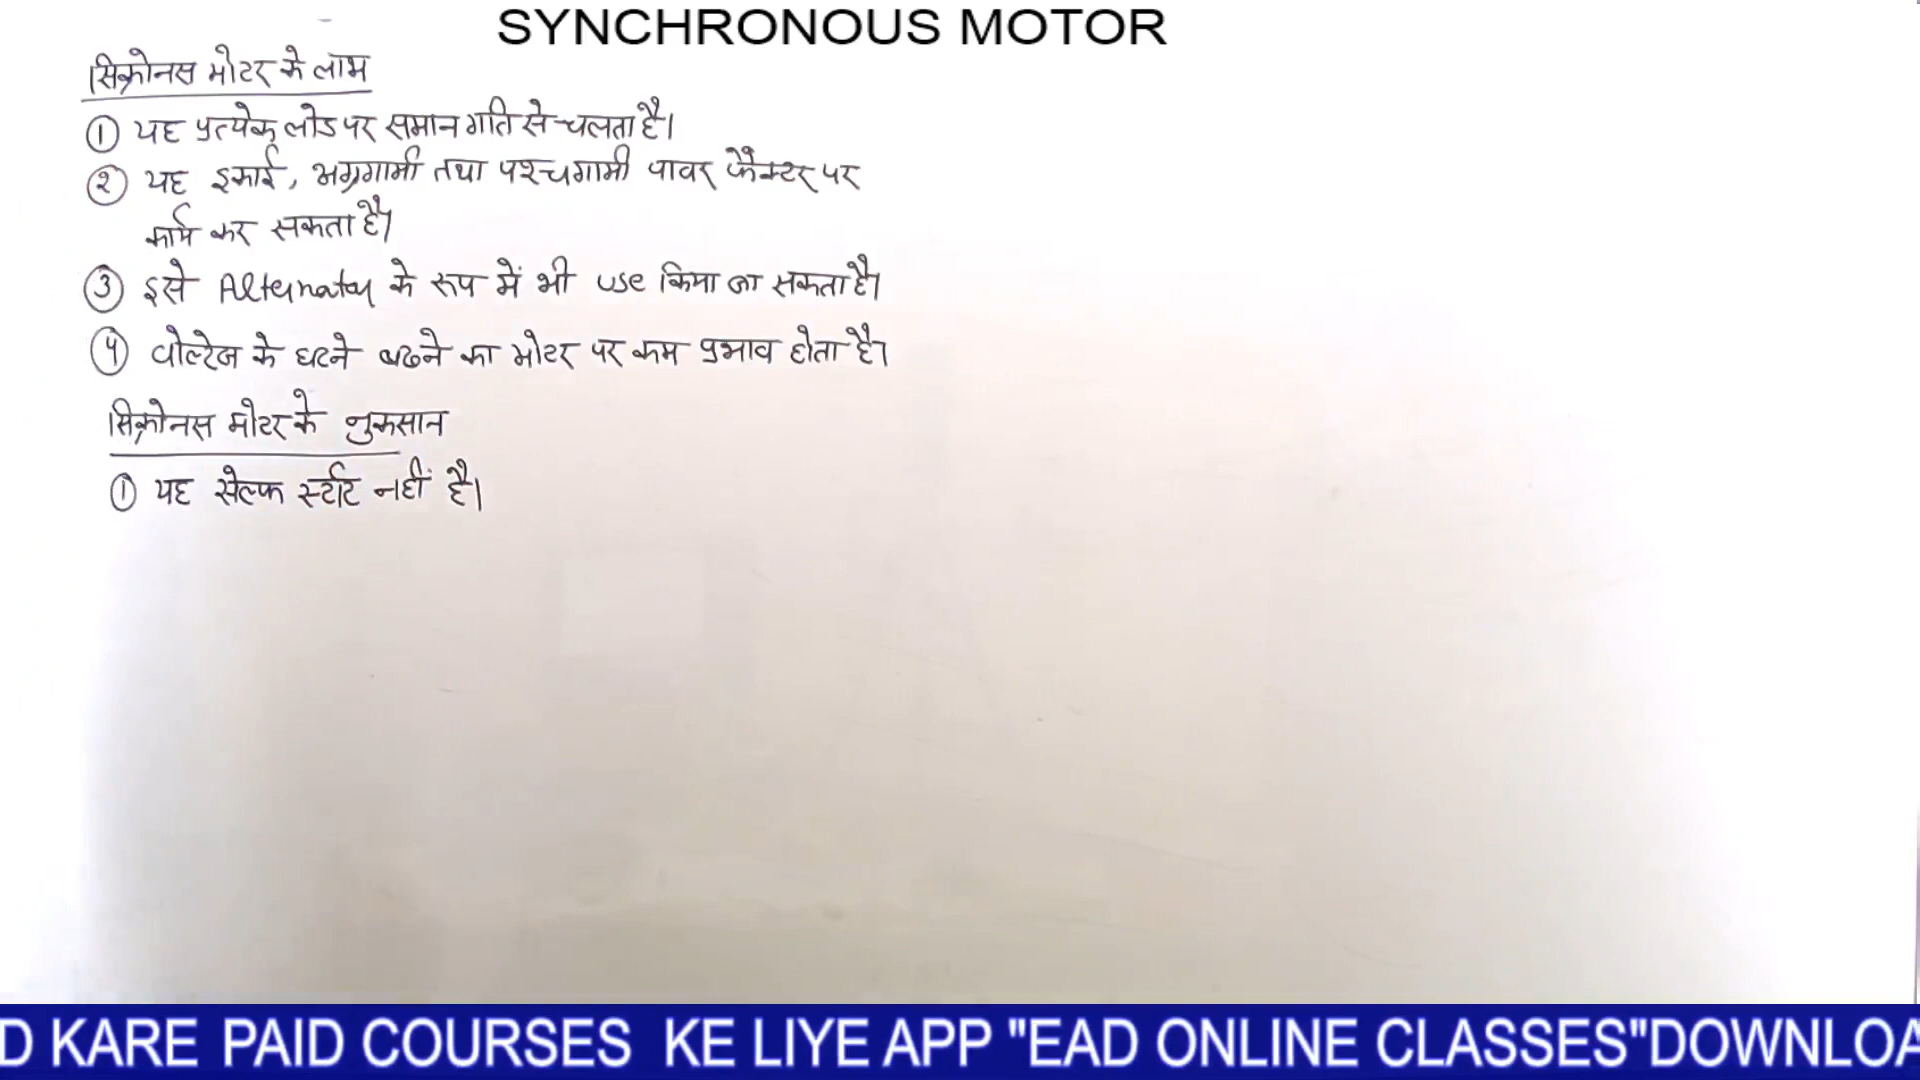 SYNCHRONOUS MOTOR
सिक्रोनस मोटर के लाभ
① यह प्रत्येक लोड पर समान गति से चलता है।
② यह इकाई, अग्रगामी तथा पश्चगामी पावर फैक्टर पर
कार्य कर सकता है।
③ इसे Alternator के रूप में भी use किया जा सकता है।
④ वोल्टेज के घटने बढने का मोटर पर कम प्रभाव होता है।
सिक्रोनस मोटर के नुकसान
① यह सेल्फ स्टार्ट नहीं है।
D KARE PAID COURSES KE LIYE APP "EAD ONLINE CLASSES"DOWNLOA